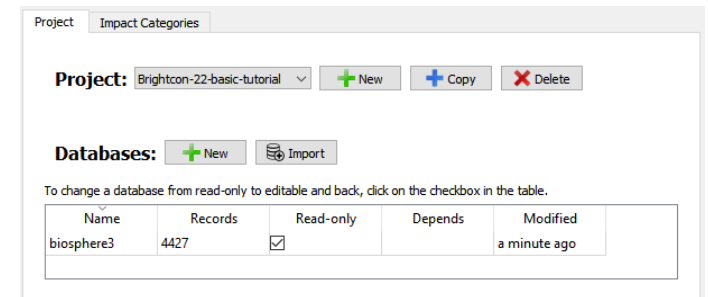 Project Impact Categories
Project: Brightcon-22-basic-tutorial New Copy Delete
Databases: New Import
To change a database from read-only to editable and back, click on the checkbox in the table.
Name Records Read-only Depends Modified
biosphere3 4427 a minute ago